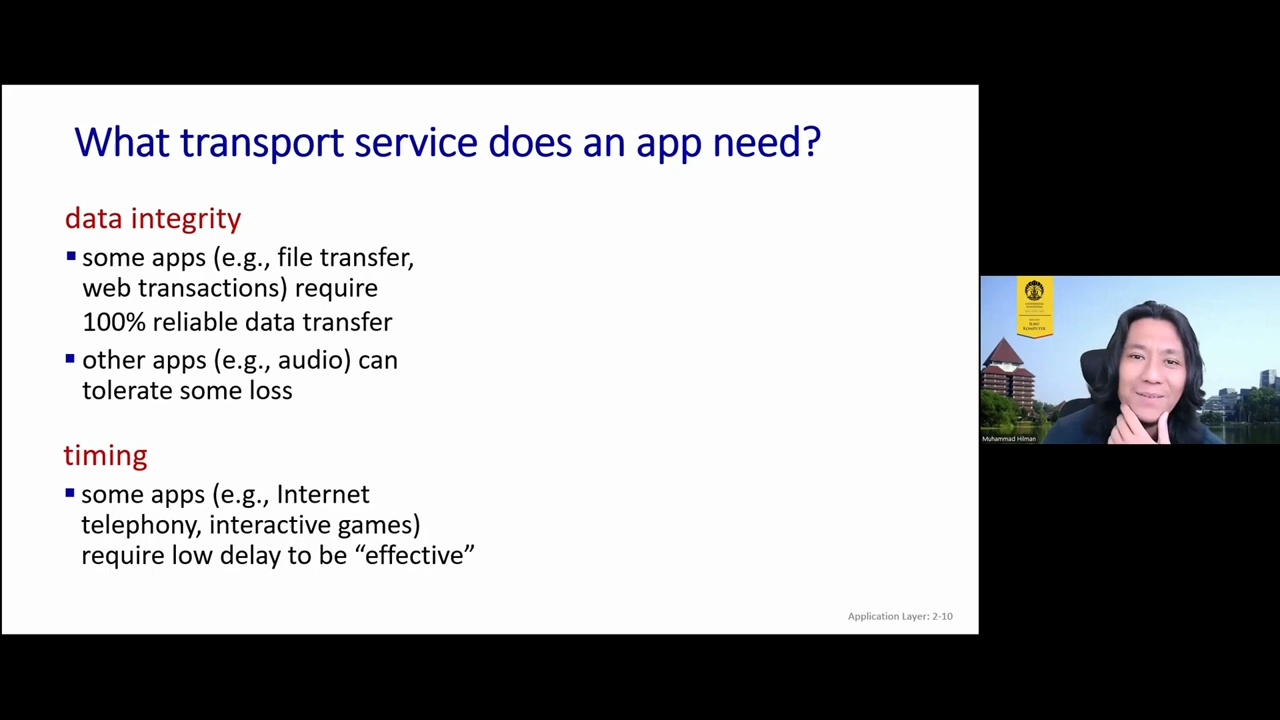 What transport service does an app need?
data integrity
▪ some apps (e.g., file transfer,
web transactions) require
100% reliable data transfer
▪ other apps (e.g., audio) can
tolerate some loss
timing
▪ some apps (e.g., Internet
telephony, interactive games)
require low delay to be “effective”
Application Layer: 2-10
ILMU
KOMPUTER
Muhammad Hilman